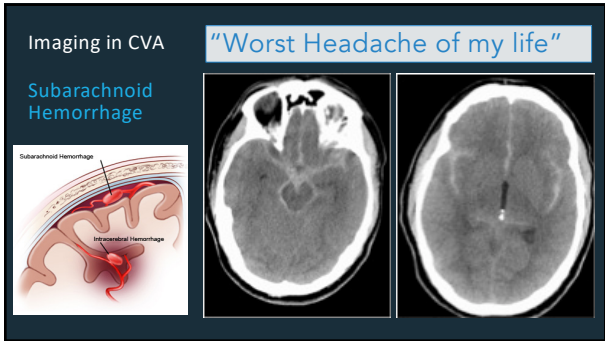 Imaging in CVA
“Worst Headache of my life”
Subarachnoid
Hemorrhage
Subarachnoid Hemorrhage
Intracerebral Hemorrhage